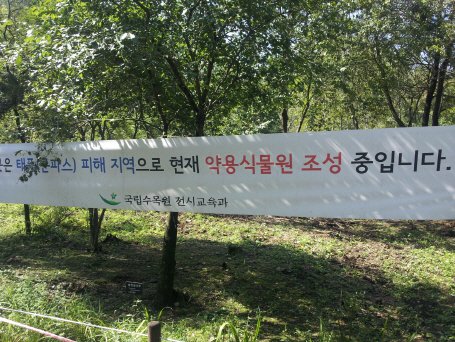 은 태풍(곤파스) 피해 지역으로 현재 약용식물원 조성 중입니다.
국립수목원 전시교육과